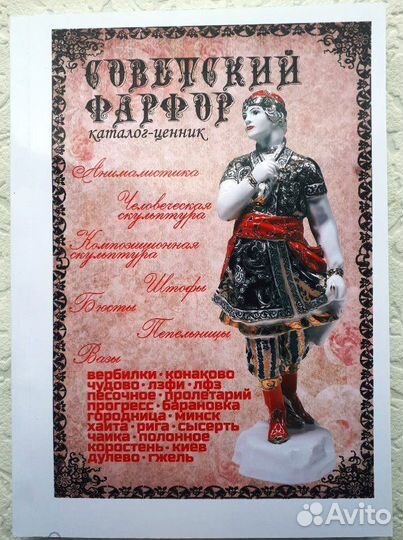 СОВЕТСКИЙ
ФАРФОР
каталог-ценник
Анималистика
Человеческая
скульптура
Композиционная
скульптура
Штофы
Бюсты
Пепельницы
Вазы
вербилки·конаково
чудово·лзфи·лфз
песочное·пролетарий
прогресс·барановка
городница·минск
хайта·рига·сысерть
чайка·полонное
коростень·киев
дулево·гжель
Avito